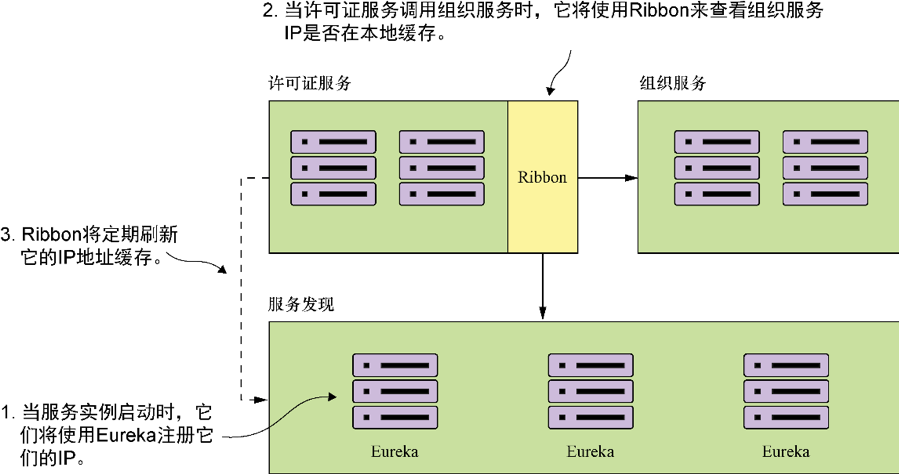 2. 当许可证服务调用组织服务时，它将使用Ribbon来查看组织服务
IP是否在本地缓存。
许可证服务
组织服务
Ribbon
3. Ribbon将定期刷新
它的IP地址缓存。
服务发现
1. 当服务实例启动时，它
们将使用Eureka注册它
们的IP。
Eureka
Eureka
Eureka